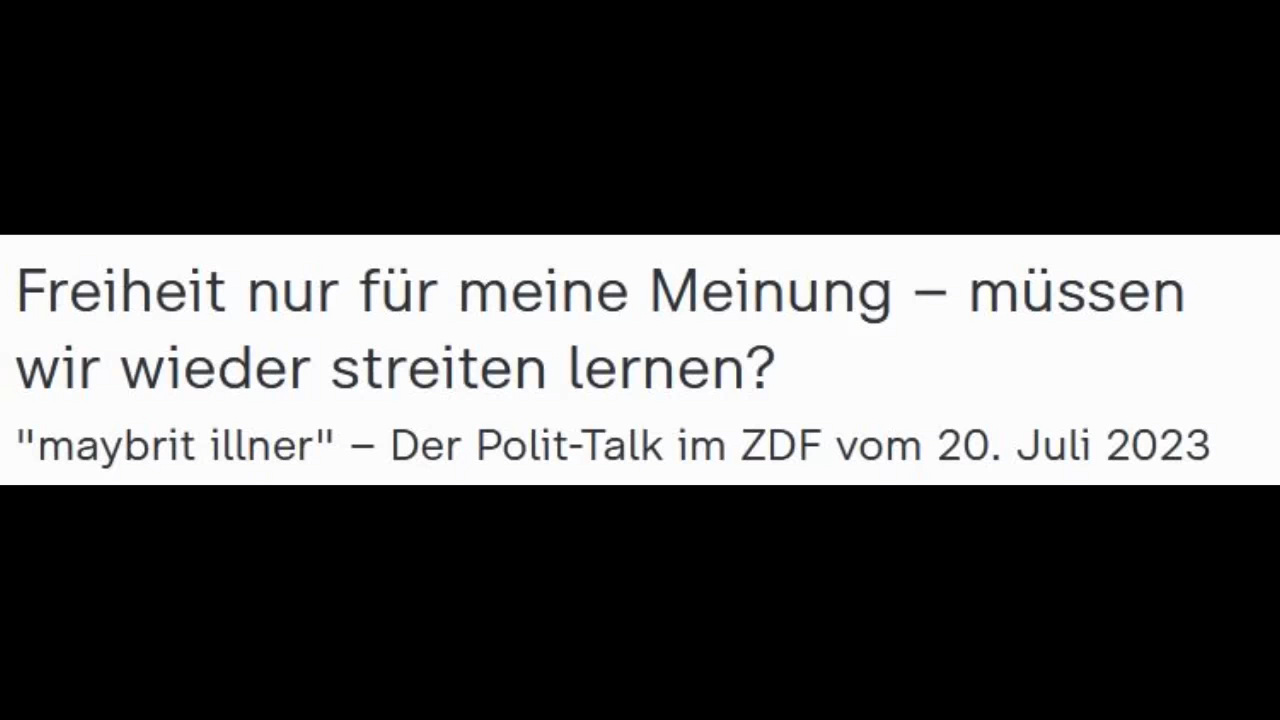 Freiheit nur für meine Meinung – müssen
wir wieder streiten lernen?
"maybrit illner" – Der Polit-Talk im ZDF vom 20. Juli 2023